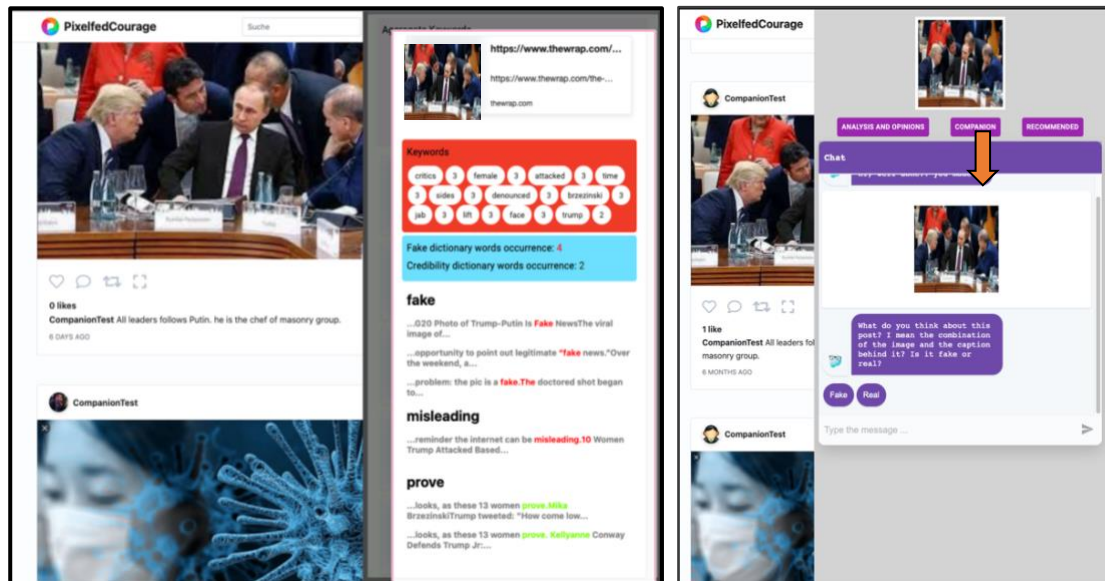 PixelfedCourage
Suche
0 likes
CompanionTest All leaders follows Putin. he is the chef of masonry group.
6 DAYS AGO
CompanionTest
https://www.thewrap.com/...
https://www.thewrap.com/the-...
thewrap.com
Keywords
critics 3 female 3 attacked 3 time
3 sides 3 denounced 3 brzezinski 3
jab 3 lift 3 face 3 trump 2
Fake dictionary words occurrence: 4
Credibility dictionary words occurrence: 2
fake
...020 Photo of Trump-Putin Is Fake NewsThe viral
image of...
...opportunity to point out legitimate "fake news."Over
the weekend, a...
...problem: the pic is a fake.The doctored shot began
to...
misleading
...reminder the internet can be misleading.10 Women
Trump Attacked Based...
prove
...looks, as these 13 women prove.Mika
BrzezinskiTrump tweeted: "How come low...
...looks, as these 13 women prove. Kellyanne Conway
Defends Trump Jr:...
PixelfedCourage
CompanionTest
1 like
CompanionTest All leaders fol
masonry group.
6 MONTHS AGO
CompanionTest
ANALYSIS AND OPINIONS
COMPANION
RECOMMENDED
Chat
What do you think about this
post? I mean the combination
of the image and the caption
behind it? Is it fake or
real?
Fake
Real
Type the message ...